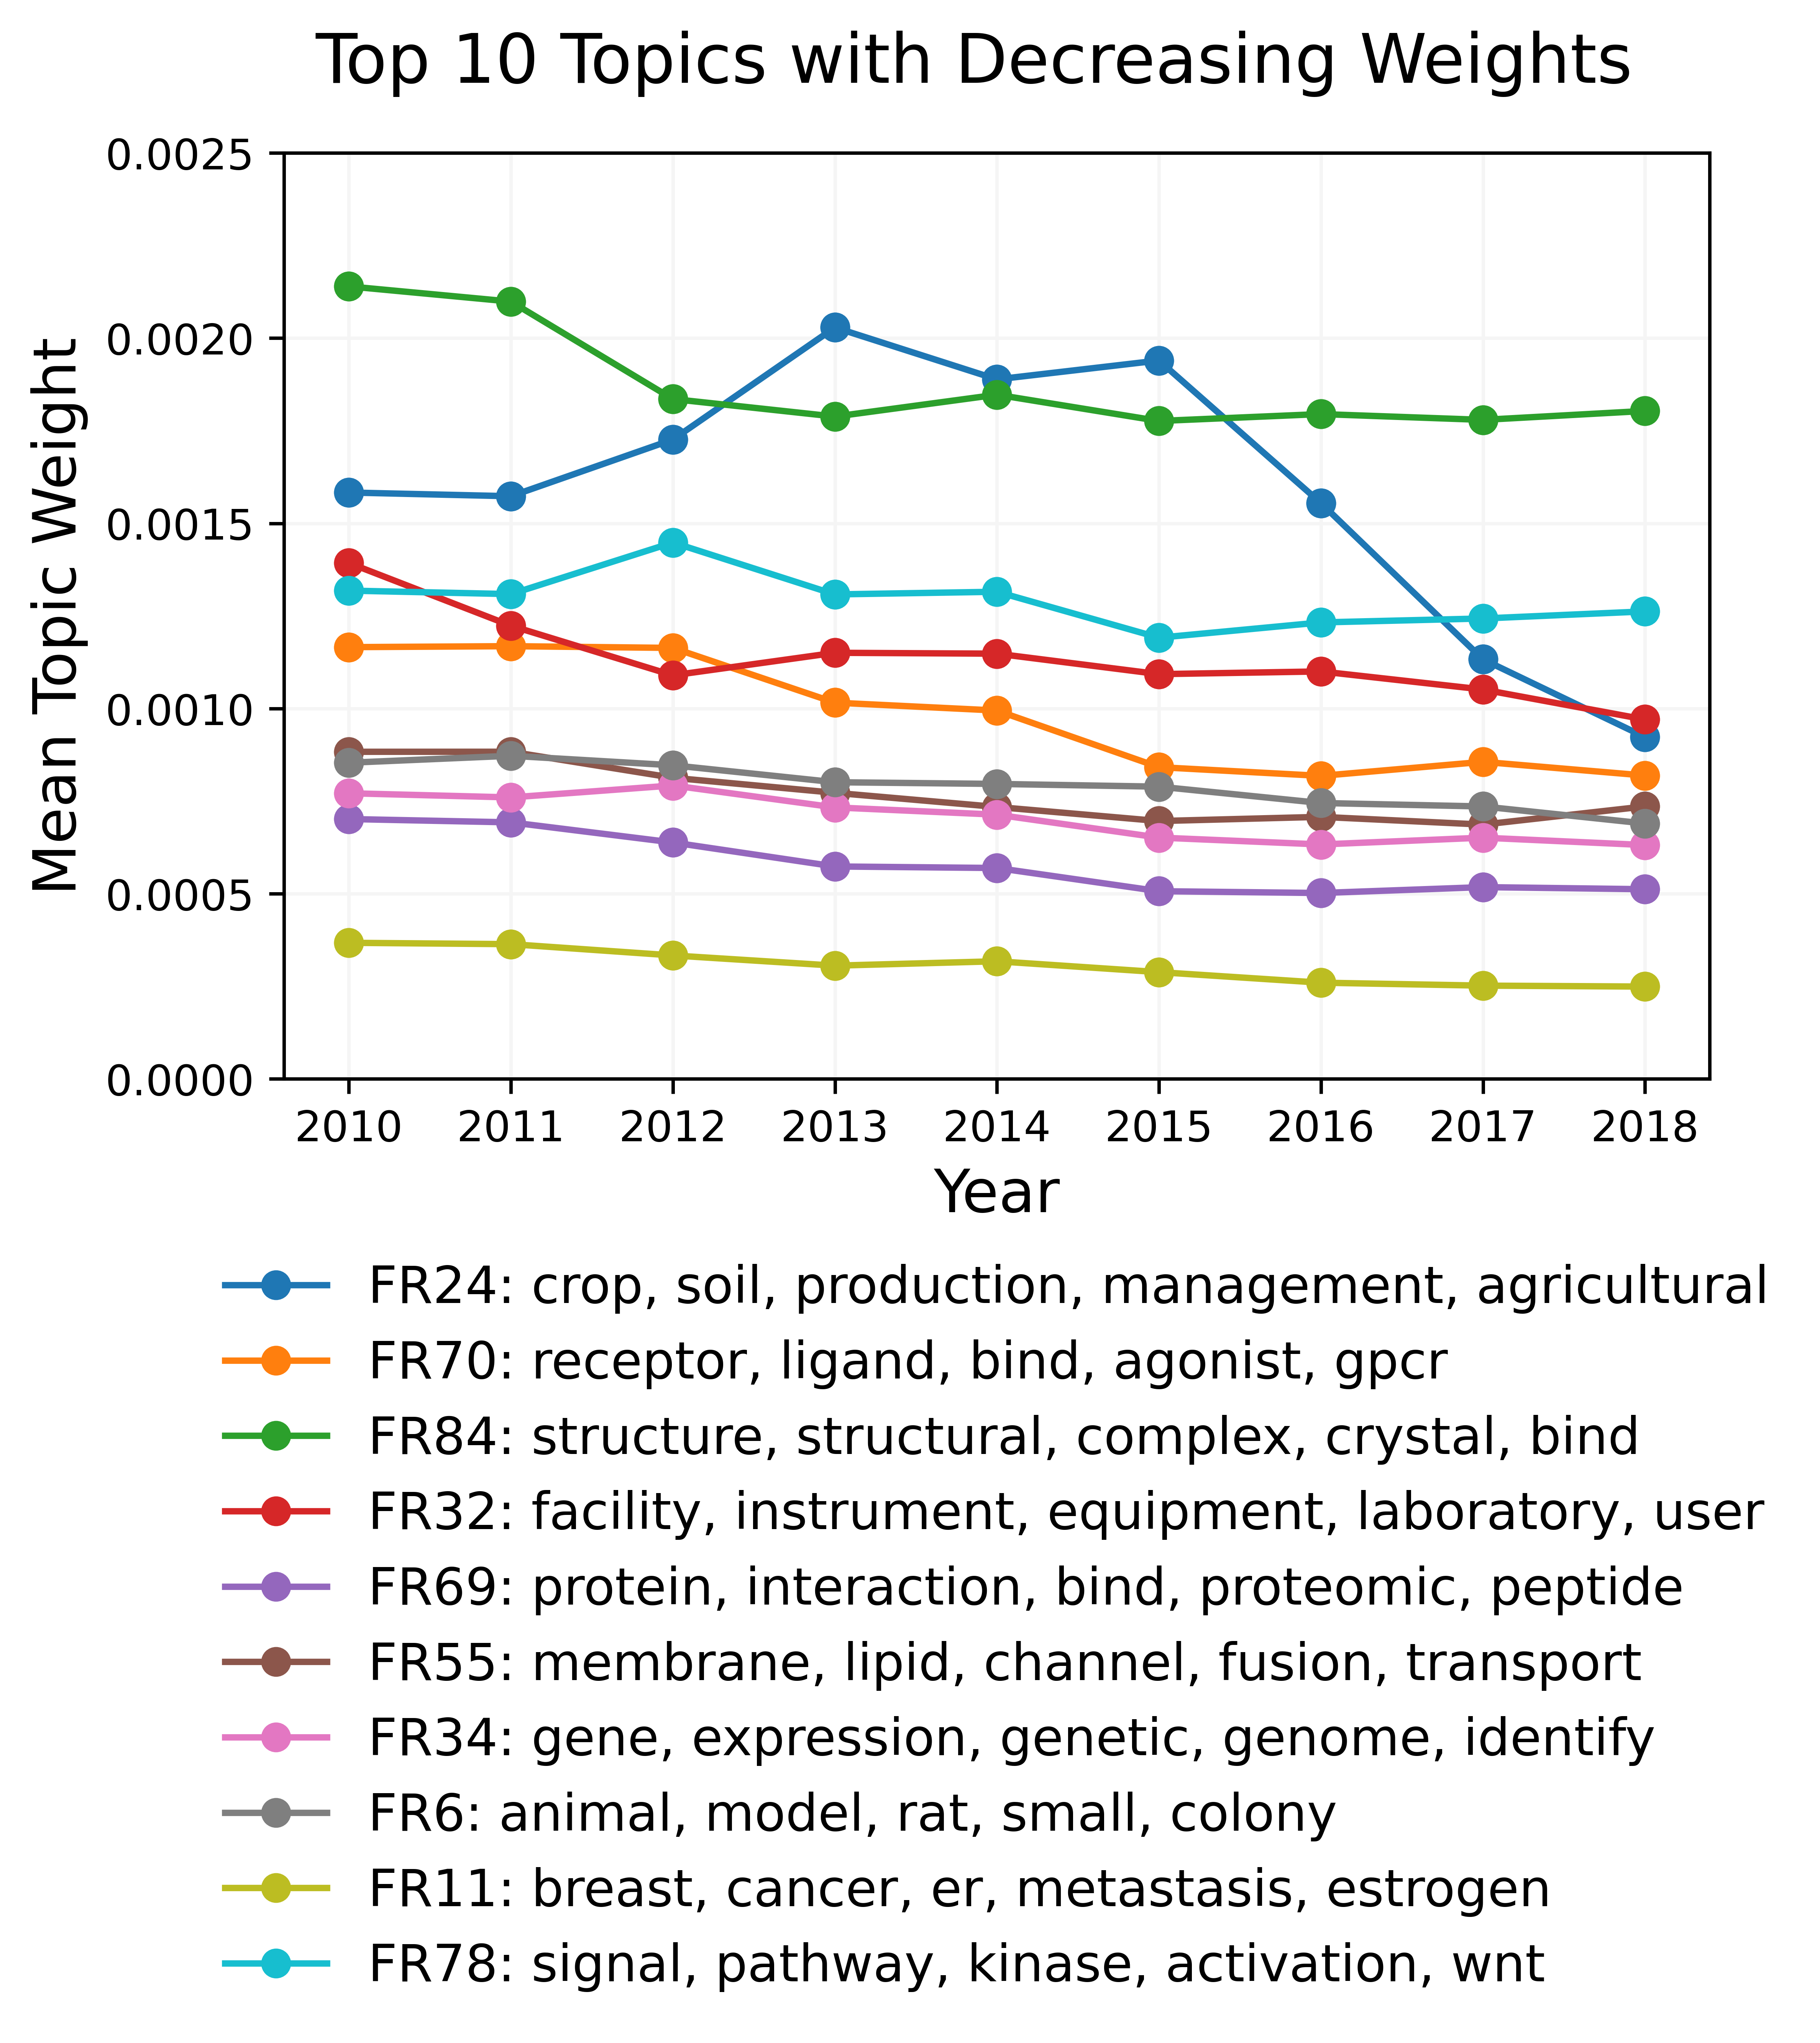 Top 10 Topics with Decreasing Weights
0.0025
0.0020
0.0015
0.0010
0.0005
0.0000
Mean Topic Weight
2010 2011 2012 2013 2014 2015 2016 2017 2018
Year
FR24: crop, soil, production, management, agricultural
FR70: receptor, ligand, bind, agonist, gpcr
FR84: structure, structural, complex, crystal, bind
FR32: facility, instrument, equipment, laboratory, user
FR69: protein, interaction, bind, proteomic, peptide
FR55: membrane, lipid, channel, fusion, transport
FR34: gene, expression, genetic, genome, identify
FR6: animal, model, rat, small, colony
FR11: breast, cancer, er, metastasis, estrogen
FR78: signal, pathway, kinase, activation, wnt